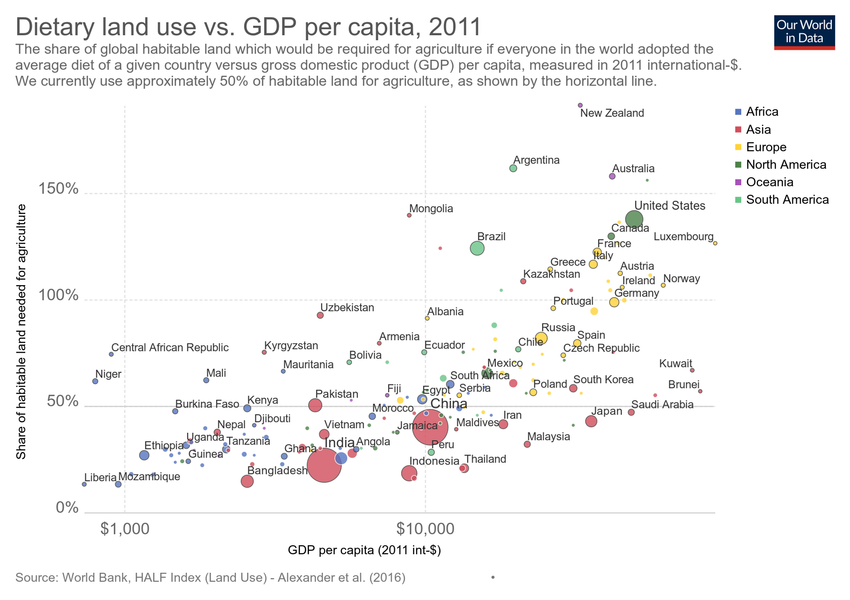 Dietary land use vs. GDP per capita, 2011
Our World
in Data
The share of global habitable land which would be required for agriculture if everyone in the world adopted the
average diet of a given country versus gross domestic product (GDP) per capita, measured in 2011 international-$.
We currently use approximately 50% of habitable land for agriculture, as shown by the horizontal line.
New Zealand
Africa
Asia
Europe
North America
Oceania
South America
Argentina
Australia
150%
Mongolia
United States
Canada
Brazil
Luxembourg
France
Italy
Greece
Austria
Kazakhstan
Ireland
Norway
Germany
100%
Portugal
Uzbekistan
Albania
Russia
Spain
Armenia
Chile
Central African Republic
Kyrgyzstan
Ecuador
Czech Republic
Bolivia
Mauritania
Mexico
Kuwait
Niger
Mali
South Africa
South Korea
Poland
Brunei
Fiji
Egypt
Serbia
Pakistan
50%
Burkina Faso
Kenya
Morocco
China
Saudi Arabia
Iran
Japan
Djibouti
Nepal
Vietnam
Jamaica
Maldives
Uganda
Tanzania
Ethiopia
Guinea
Ghana
India
Angola
Peru
Malaysia
Bangladesh
Indonesia
Thailand
Liberia
Mozambique
0%
$1,000
$10,000
Share of habitable land needed for agriculture
GDP per capita (2011 int-$)
Source: World Bank, HALF Index (Land Use) - Alexander et al. (2016)